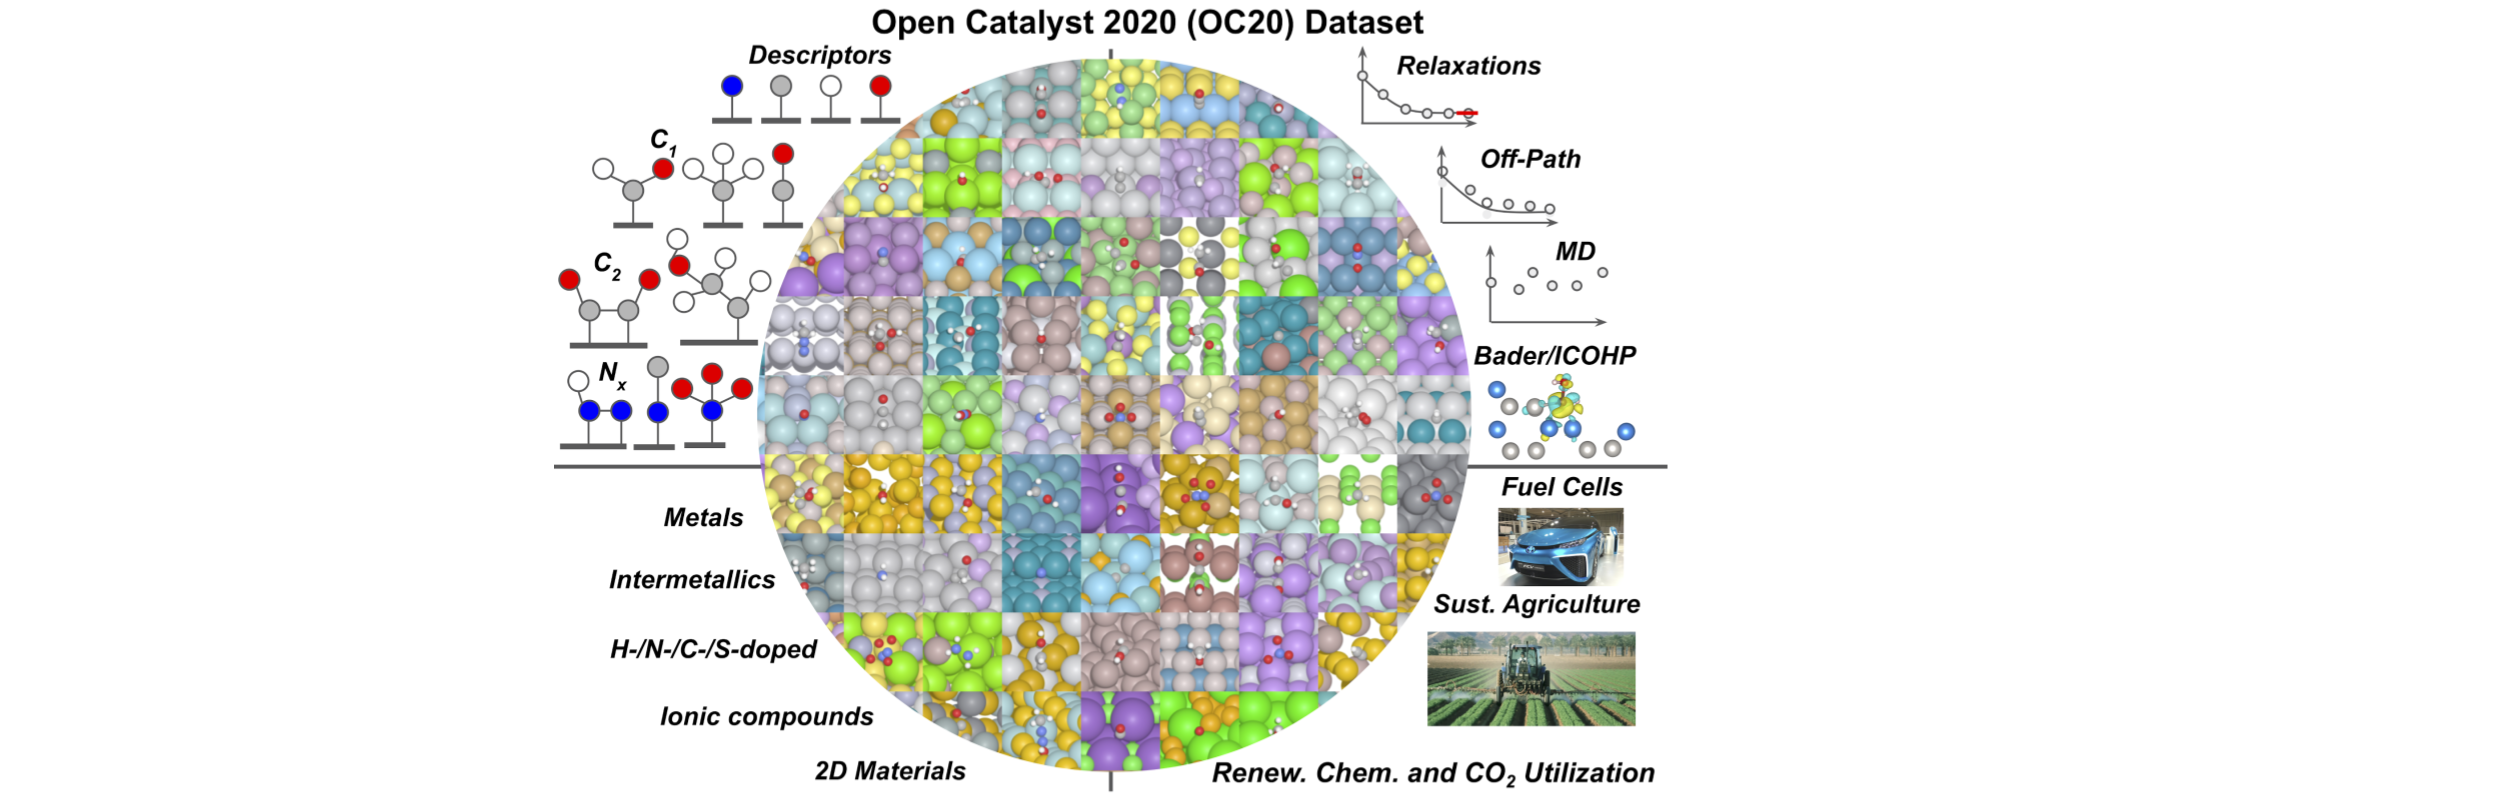 Open Catalyst 2020 (OC20) Dataset
Descriptors
C1
C2
Nx
Relaxations
Off-Path
MD
Bader/ICOHP
Metals
Intermetallics
H-/N-/C-/S-doped
Ionic compounds
2D Materials
Fuel Cells
Sust. Agriculture
Renew. Chem. and CO2 Utilization